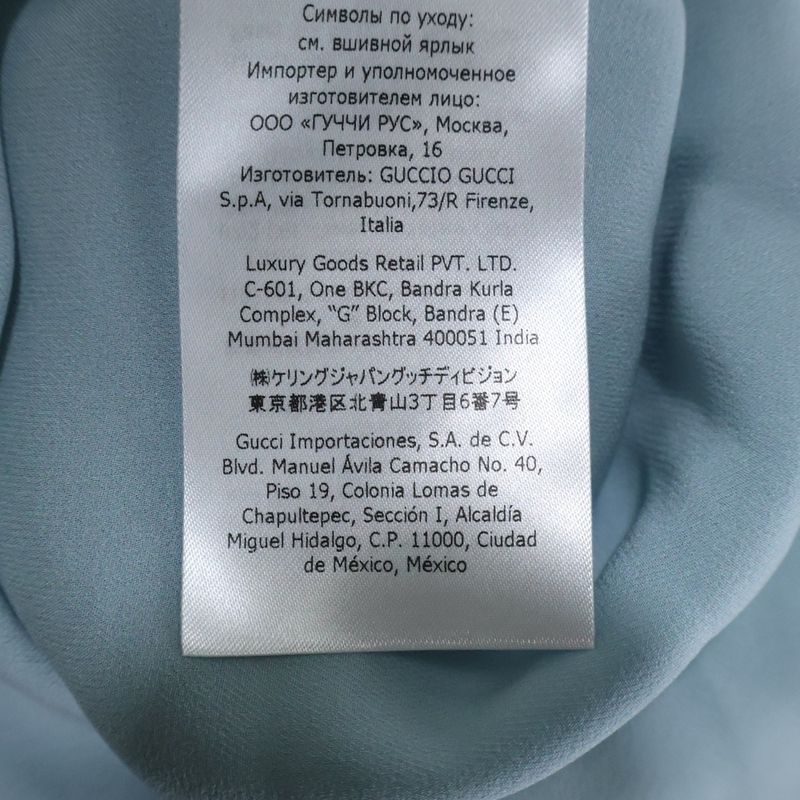 Символы по уходу:
см. вшивной ярлык
Импортер и уполномоченное
изготовителем лицо:
ООО «ГУЧЧИ РУС», Москва,
Петровка, 16
Изготовитель: GUCCIO GUCCI
S.p.A, via Tornabuoni,73/R Firenze,
Italia
Luxury Goods Retail PVT. LTD.
C-601, One BKC, Bandra Kurla
Complex, “G” Block, Bandra (E)
Mumbai Maharashtra 400051 India
㈱ケリングジャパングッチディビジョン
東京都港区北青山3丁目6番7号
Gucci Importaciones, S.A. de C.V.
Blvd. Manuel Ávila Camacho No. 40,
Piso 19, Colonia Lomas de
Chapultepec, Sección I, Alcaldía
Miguel Hidalgo, C.P. 11000, Ciudad
de México, México